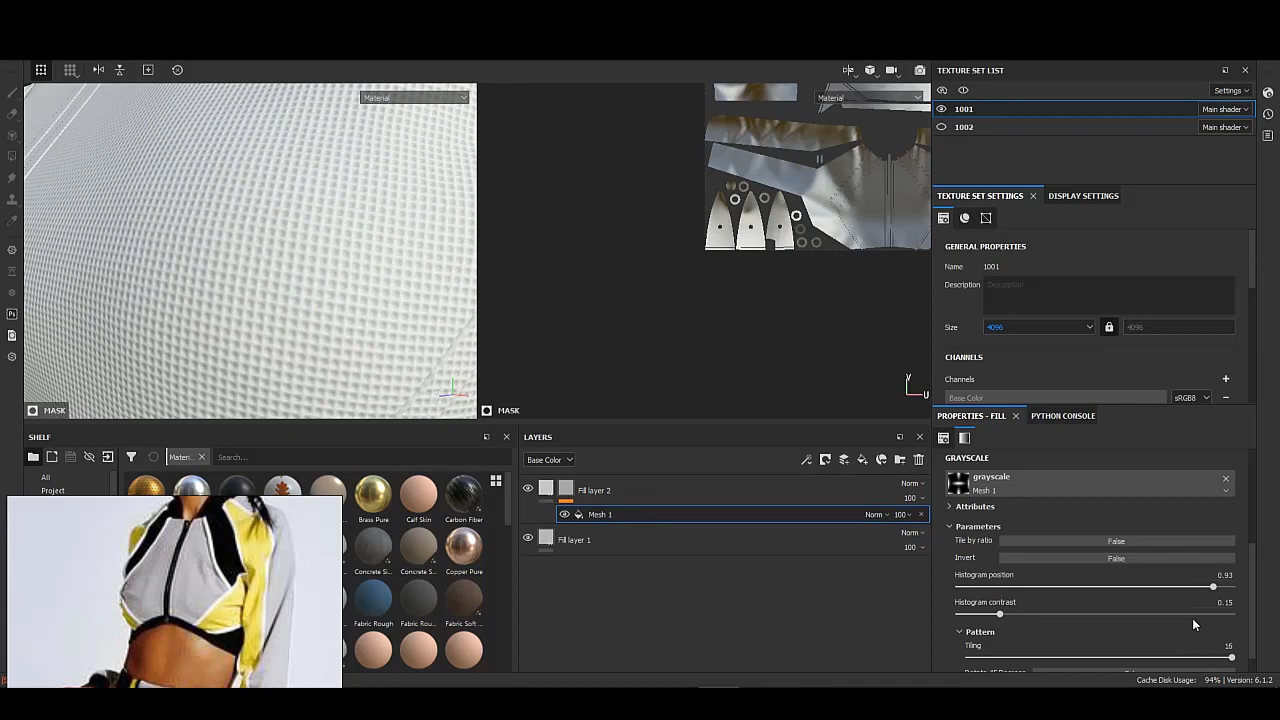 Material
Material
TEXTURE SET LIST
Settings
1001
Main shader
1002
Main shader
TEXTURE SET SETTINGS
DISPLAY SETTINGS
GENERAL PROPERTIES
Name
1001
Description
Description
Size
4096
4096
CHANNELS
Channels
Base Color
sRGB8
V
U
MASK
MASK
PROPERTIES - FILL
PYTHON CONSOLE
SHELF
LAYERS
Materi...
Search...
Base Color
GRAYSCALE
grayscale
Mesh 1
All
Project
Fill layer 2
Norm
100
Attributes
Brass Pure
Calf Skin
Carbon Fiber
Mesh 1
Norm
100
Parameters
Tile by ratio
False
Fill layer 1
Norm
100
Invert
False
Concrete Si...
Concrete S...
Copper Pure
Histogram position
0.93
Histogram contrast
0.15
Fabric Rough
Fabric Rou...
Fabric Soft ...
Pattern
Tiling
16
Cache Disk Usage:
94% | Version: 6.1.2